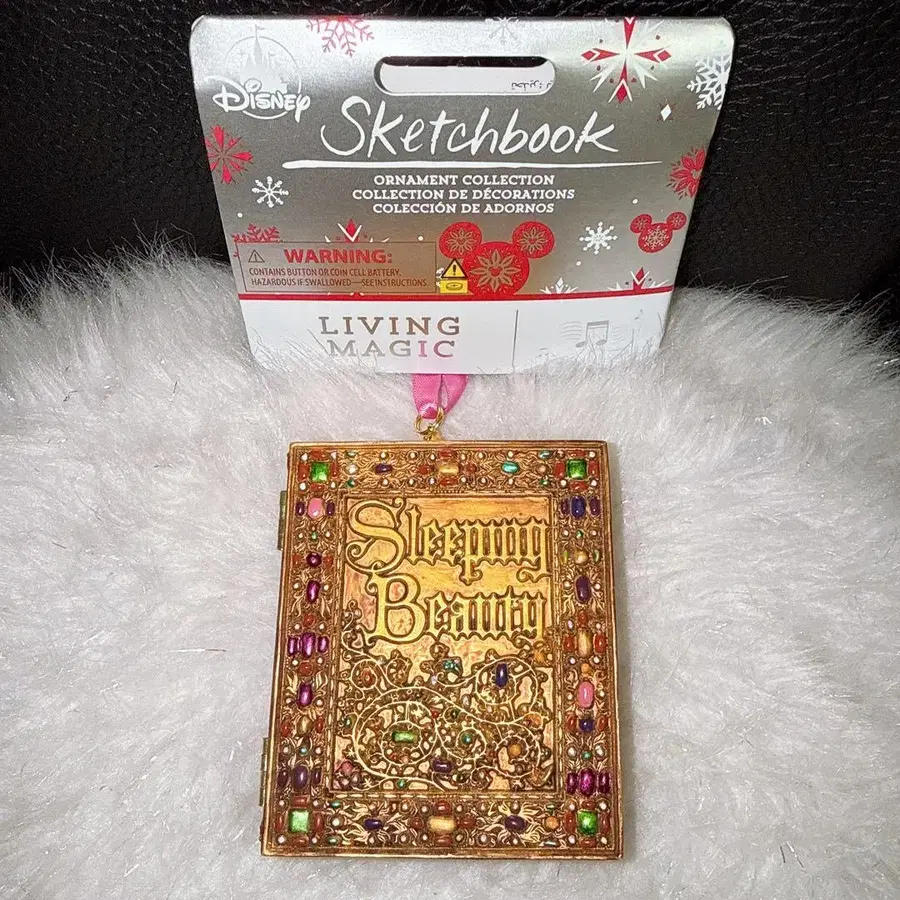 Disney
Sketchbook
ORNAMENT COLLECTION
COLLECTION DE DÉCORATIONS
COLECCIÓN DE ADORNOS
WARNING:
CONTAINS BUTTON OR COIN CELL BATTERY.
HAZARDOUS IF SWALLOWED—SEE INSTRUCTIONS.
LIVING
MAGIC
Sleeping
Beauty